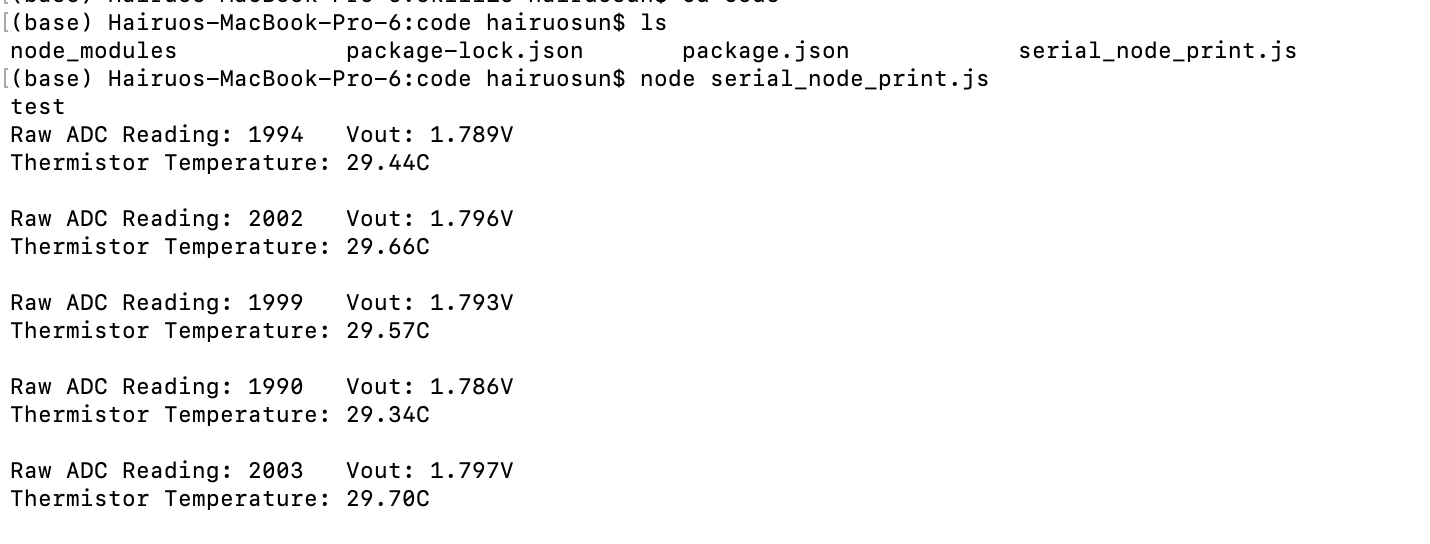 (base) Hairuos-MacBook-Pro-6:code hairuosun$ ls
node_modules package-lock.json package.json serial_node_print.js
(base) Hairuos-MacBook-Pro-6:code hairuosun$ node serial_node_print.js
test
Raw ADC Reading: 1994 Vout: 1.789V
Thermistor Temperature: 29.44C
Raw ADC Reading: 2002 Vout: 1.796V
Thermistor Temperature: 29.66C
Raw ADC Reading: 1999 Vout: 1.793V
Thermistor Temperature: 29.57C
Raw ADC Reading: 1990 Vout: 1.786V
Thermistor Temperature: 29.34C
Raw ADC Reading: 2003 Vout: 1.797V
Thermistor Temperature: 29.70C